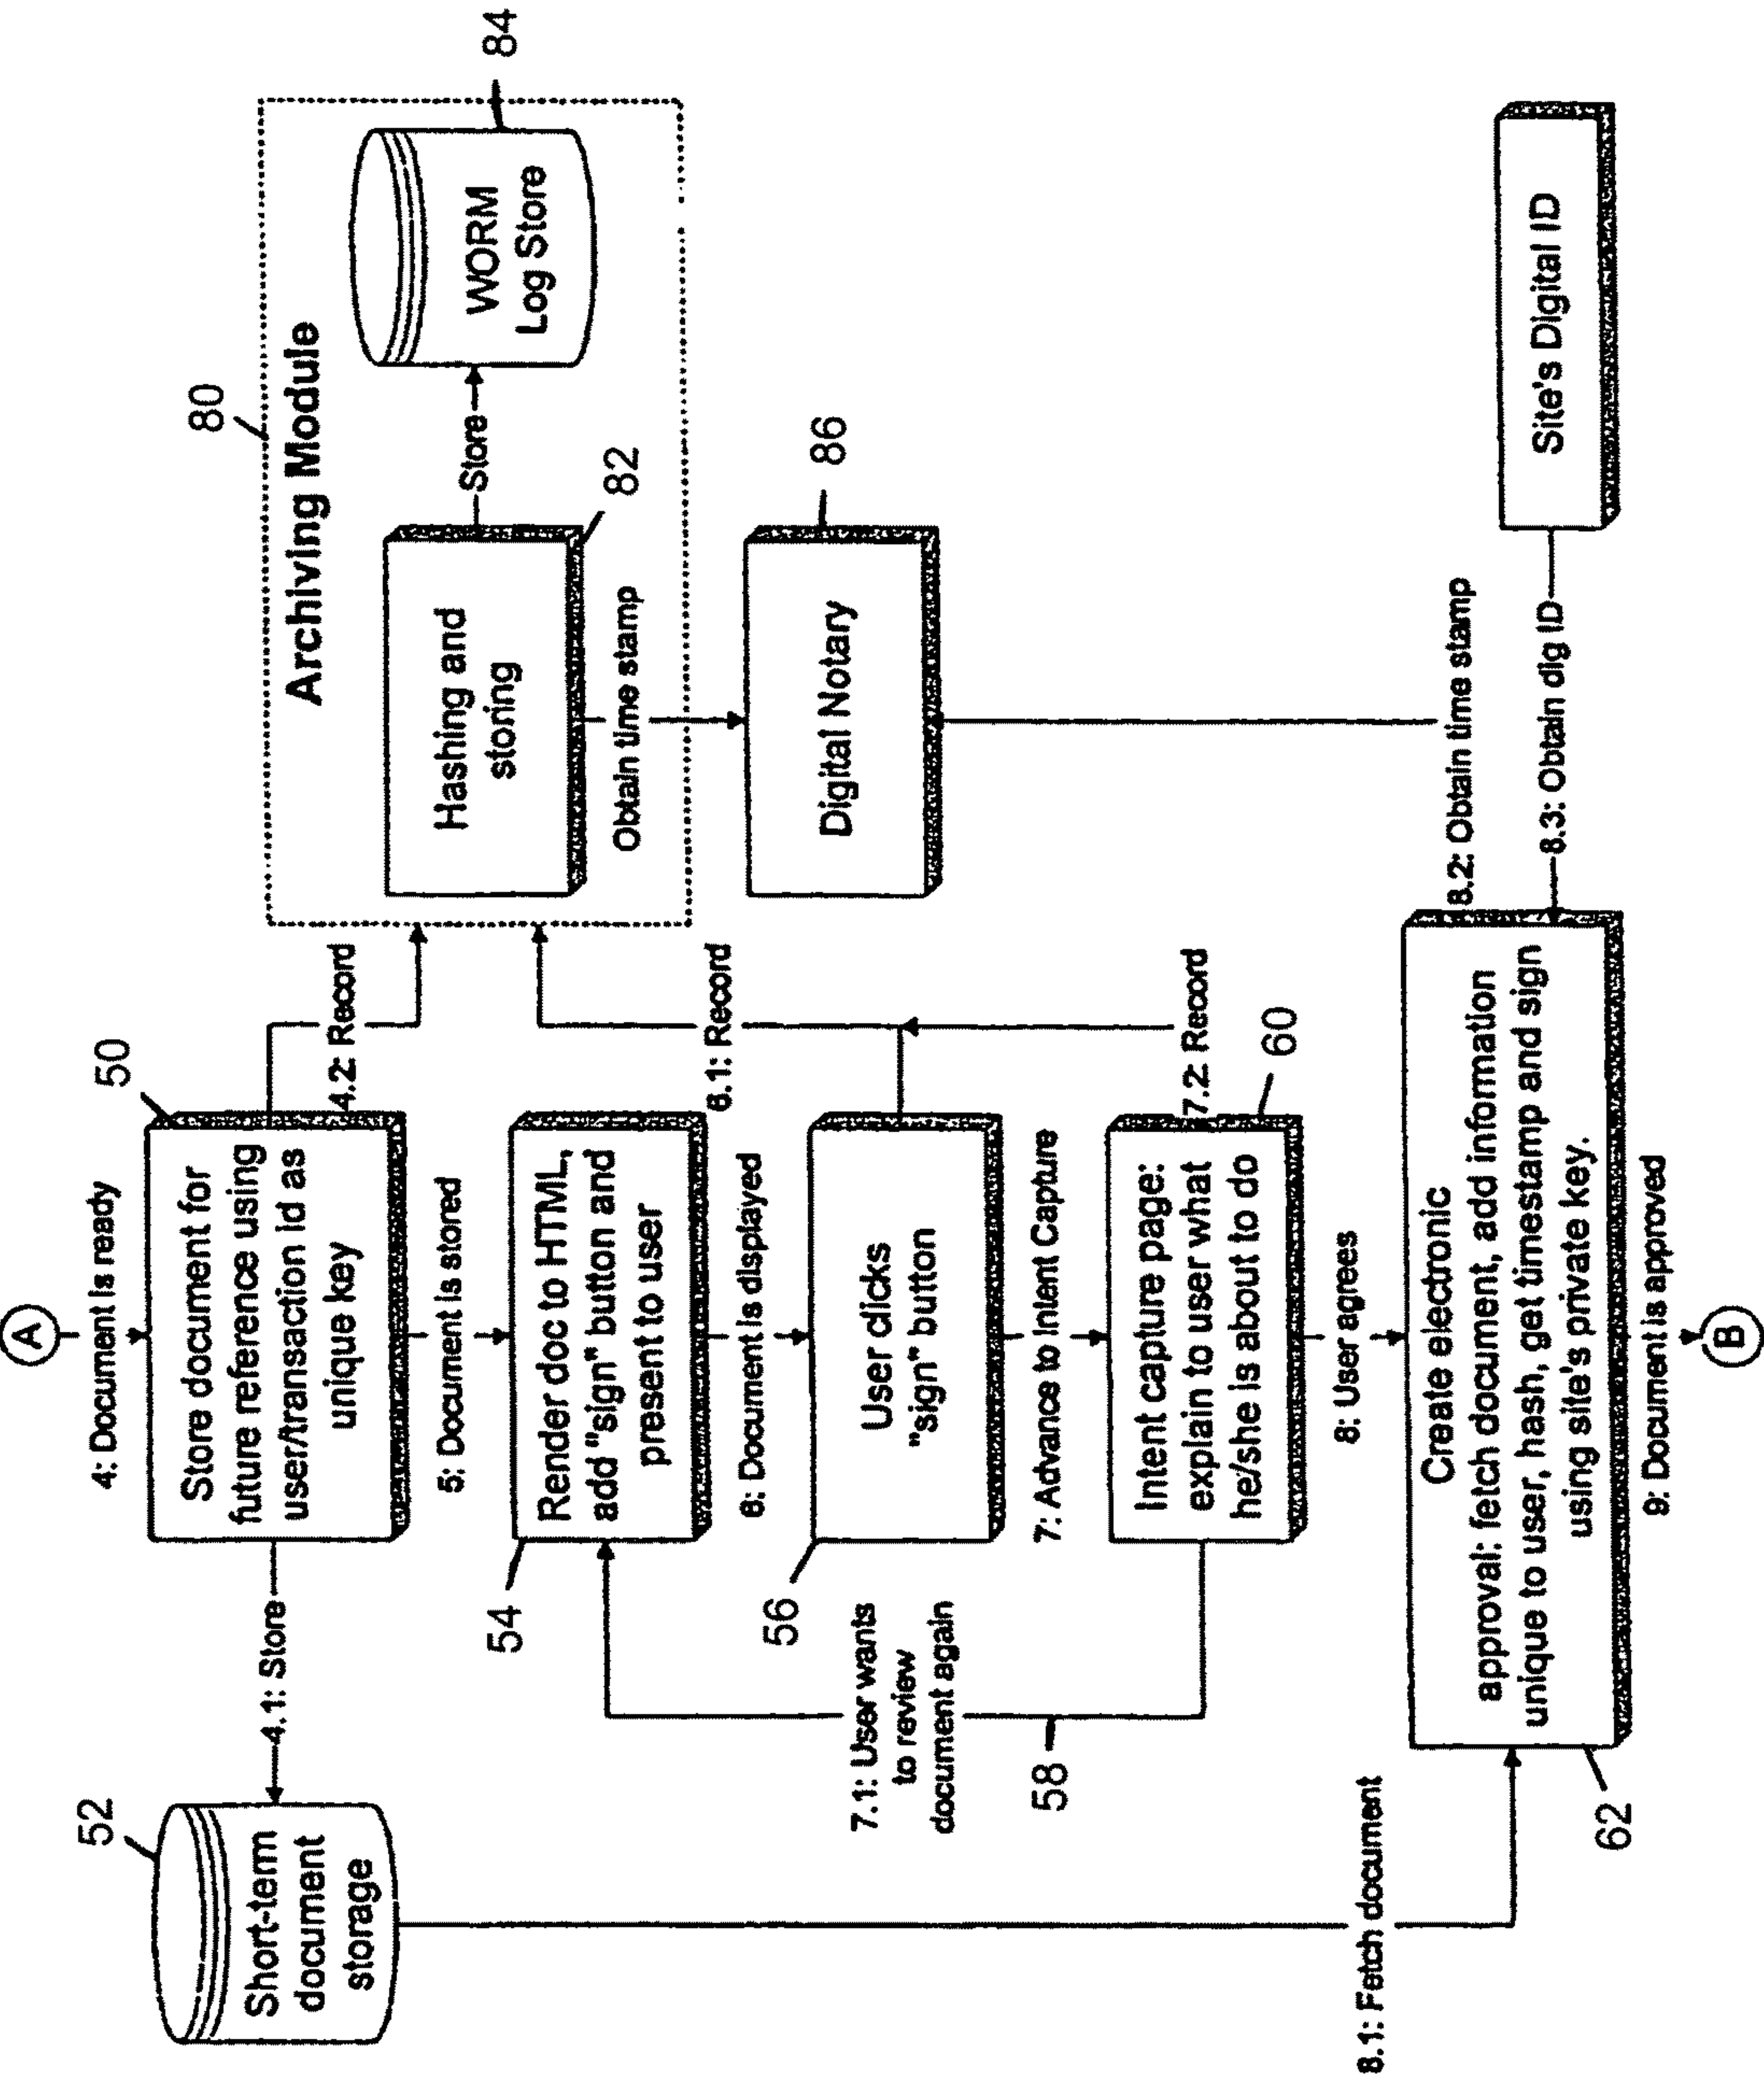 A
4: Document is ready
50
Store document for
future reference using
user/transaction id as
unique key
4.1: Store
52
Short-term
document
storage
4.2: Record
80
Archiving Module
Hashing and
storing
82
Store
WORM
Log Store
84
Obtain time stamp
Digital Notary
86
5: Document is stored
54
Render doc to HTML,
add "sign" button and
present to user
6: Document is displayed
6.1: Record
56
User clicks
"sign" button
7: Advance to Intent Capture
7.1: User wants
to review
document again
58
7.2: Record
60
Intent capture page:
explain to user what
he/she is about to do
8: User agrees
8.1: Fetch document
8.2: Obtain time stamp
8.3: Obtain dig ID
Site's Digital ID
62
Create electronic
approval: fetch document, add information
unique to user, hash, get timestamp and sign
using site's private key.
9: Document is approved
B